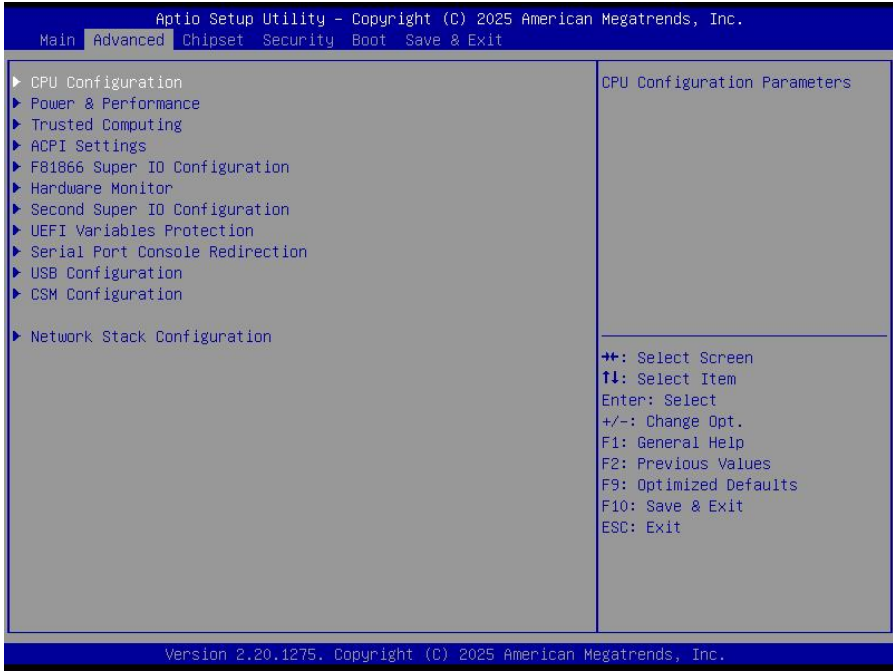 Aptio Setup Utility – Copyright (C) 2025 American Megatrends, Inc.
Main Advanced Chipset Security Boot Save & Exit
▶ CPU Configuration
▶ Power & Performance
▶ Trusted Computing
▶ ACPI Settings
▶ F81866 Super IO Configuration
▶ Hardware Monitor
▶ Second Super IO Configuration
▶ UEFI Variables Protection
▶ Serial Port Console Redirection
▶ USB Configuration
▶ CSM Configuration
▶ Network Stack Configuration
CPU Configuration Parameters
→←: Select Screen
↑↓: Select Item
Enter: Select
+/-: Change Opt.
F1: General Help
F2: Previous Values
F9: Optimized Defaults
F10: Save & Exit
ESC: Exit
Version 2.20.1275. Copyright (C) 2025 American Megatrends, Inc.